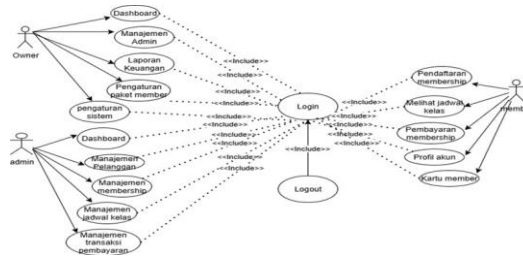 Dashboard
Manajemen
Admin
Laporan
Keuangan
Pengaturan
paket member
pengaturan
sistem
Owner
Dashboard
Manajemen
Pelanggan
Manajemen
membership
Manajemen
jadwal kelas
Manajemen
transaksi
pembayaran
admin
<<Include>>
<<Include>>
<<Include>>
<<Include>>
<<Include>>
<<Include>>
<<Include>>
<<Include>>
<<Include>>
<<Include>>
Login
<<Include>>
Logout
<<Include>>
<<Include>>
<<Include>>
<<Include>>
<<Include>>
Pendaftaran
membership
Melihat jadwal
kelas
Pembayaran
membership
Profil akun
Kartu member